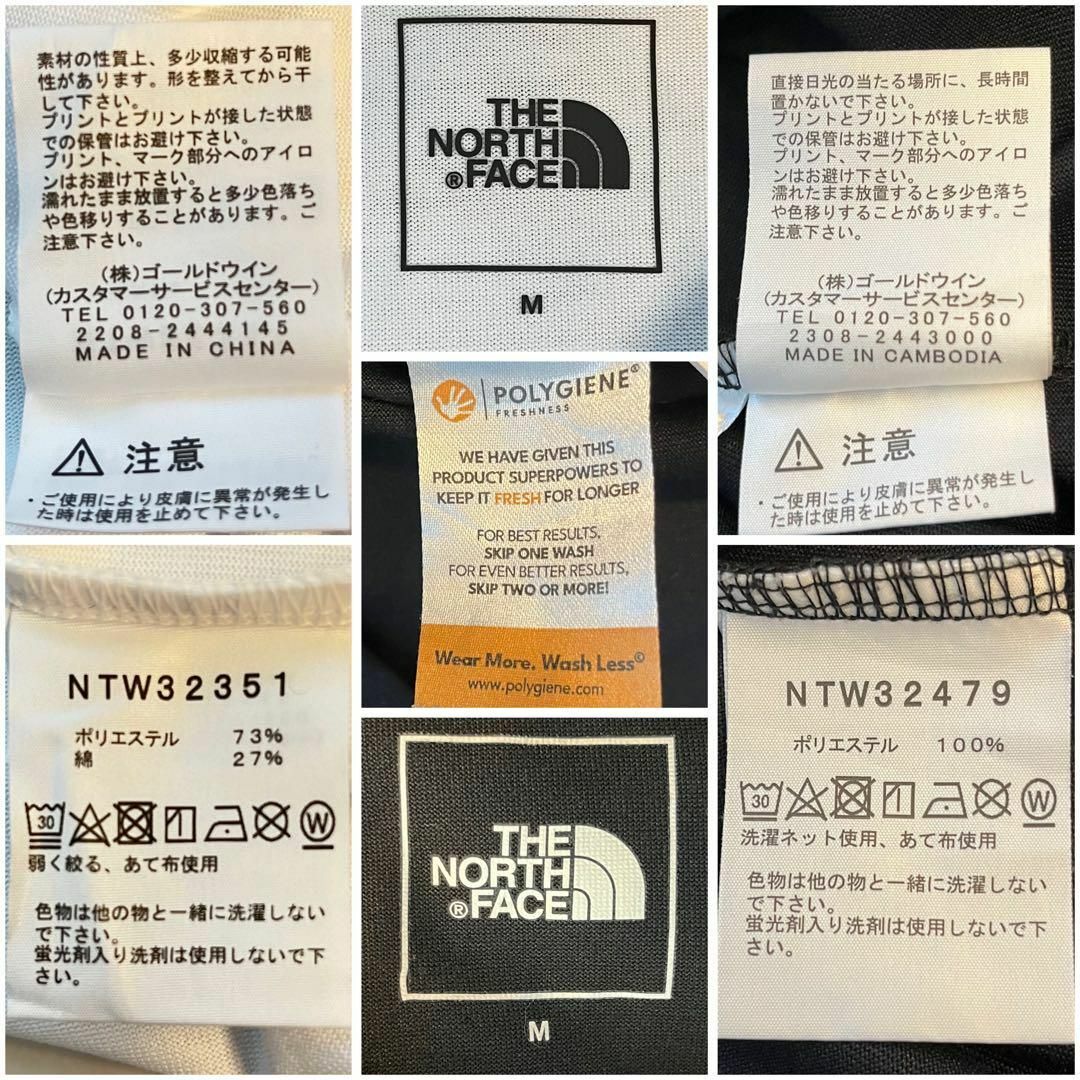 素材の性質上、多少収縮する可能
性があります。形を整えてから干
して下さい。
プリントとプリントが接した状態
での保管はお避け下さい。
プリント、マーク部分へのアイロ
ンはお避け下さい。
濡れたまま放置すると多少色落ち
や色移りすることがあります。ご
注意下さい。
(株)ゴールドウイン
(カスタマーサービスセンター)
TEL 0120-307-560
2208-2444145
MADE IN CHINA
注意
・ご使用により皮膚に異常が発生し
た時は使用を止めて下さい。
THE
NORTH
®FACE
M
直接日光の当たる場所に、長時間
置かないで下さい。
プリントとプリントが接した状態
での保管はお避け下さい。
プリント、マーク部分へのアイロ
ンはお避け下さい。
濡れたまま放置すると多少色落ち
や色移りすることがあります。ご
注意下さい。
(株)ゴールドウイン
(カスタマーサービスセンター)
TEL 0120-307-560
2308-2443000
MADE IN CAMBODIA
注意
・ご使用により皮膚に異常が発生し
た時は使用を止めて下さい。
POLYGIENE®
FRESHNESS
WE HAVE GIVEN THIS
PRODUCT SUPERPOWERS TO
KEEP IT FRESH FOR LONGER
FOR BEST RESULTS,
SKIP ONE WASH
FOR EVEN BETTER RESULTS,
SKIP TWO OR MORE!
Wear More. Wash Less®
www.polygiene.com
NTW32351
ポリエステル 73%
綿 27%
30 W
弱く絞る、あて布使用
色物は他の物と一緒に洗濯しない
で下さい。
蛍光剤入り洗剤は使用しないで下
さい。
THE
NORTH
®FACE
M
NTW32479
ポリエステル 100%
30 W
洗濯ネット使用、あて布使用
色物は他の物と一緒に洗濯しない
で下さい。
蛍光剤入り洗剤は使用しないで下
さい。